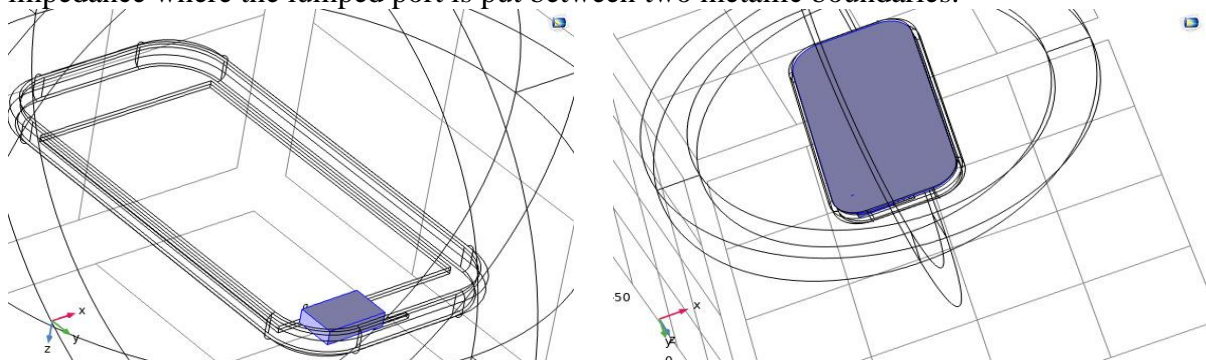 impedance where the lumped port is put between two metallic boundaries.
x
y
z
x
y
z
50
0